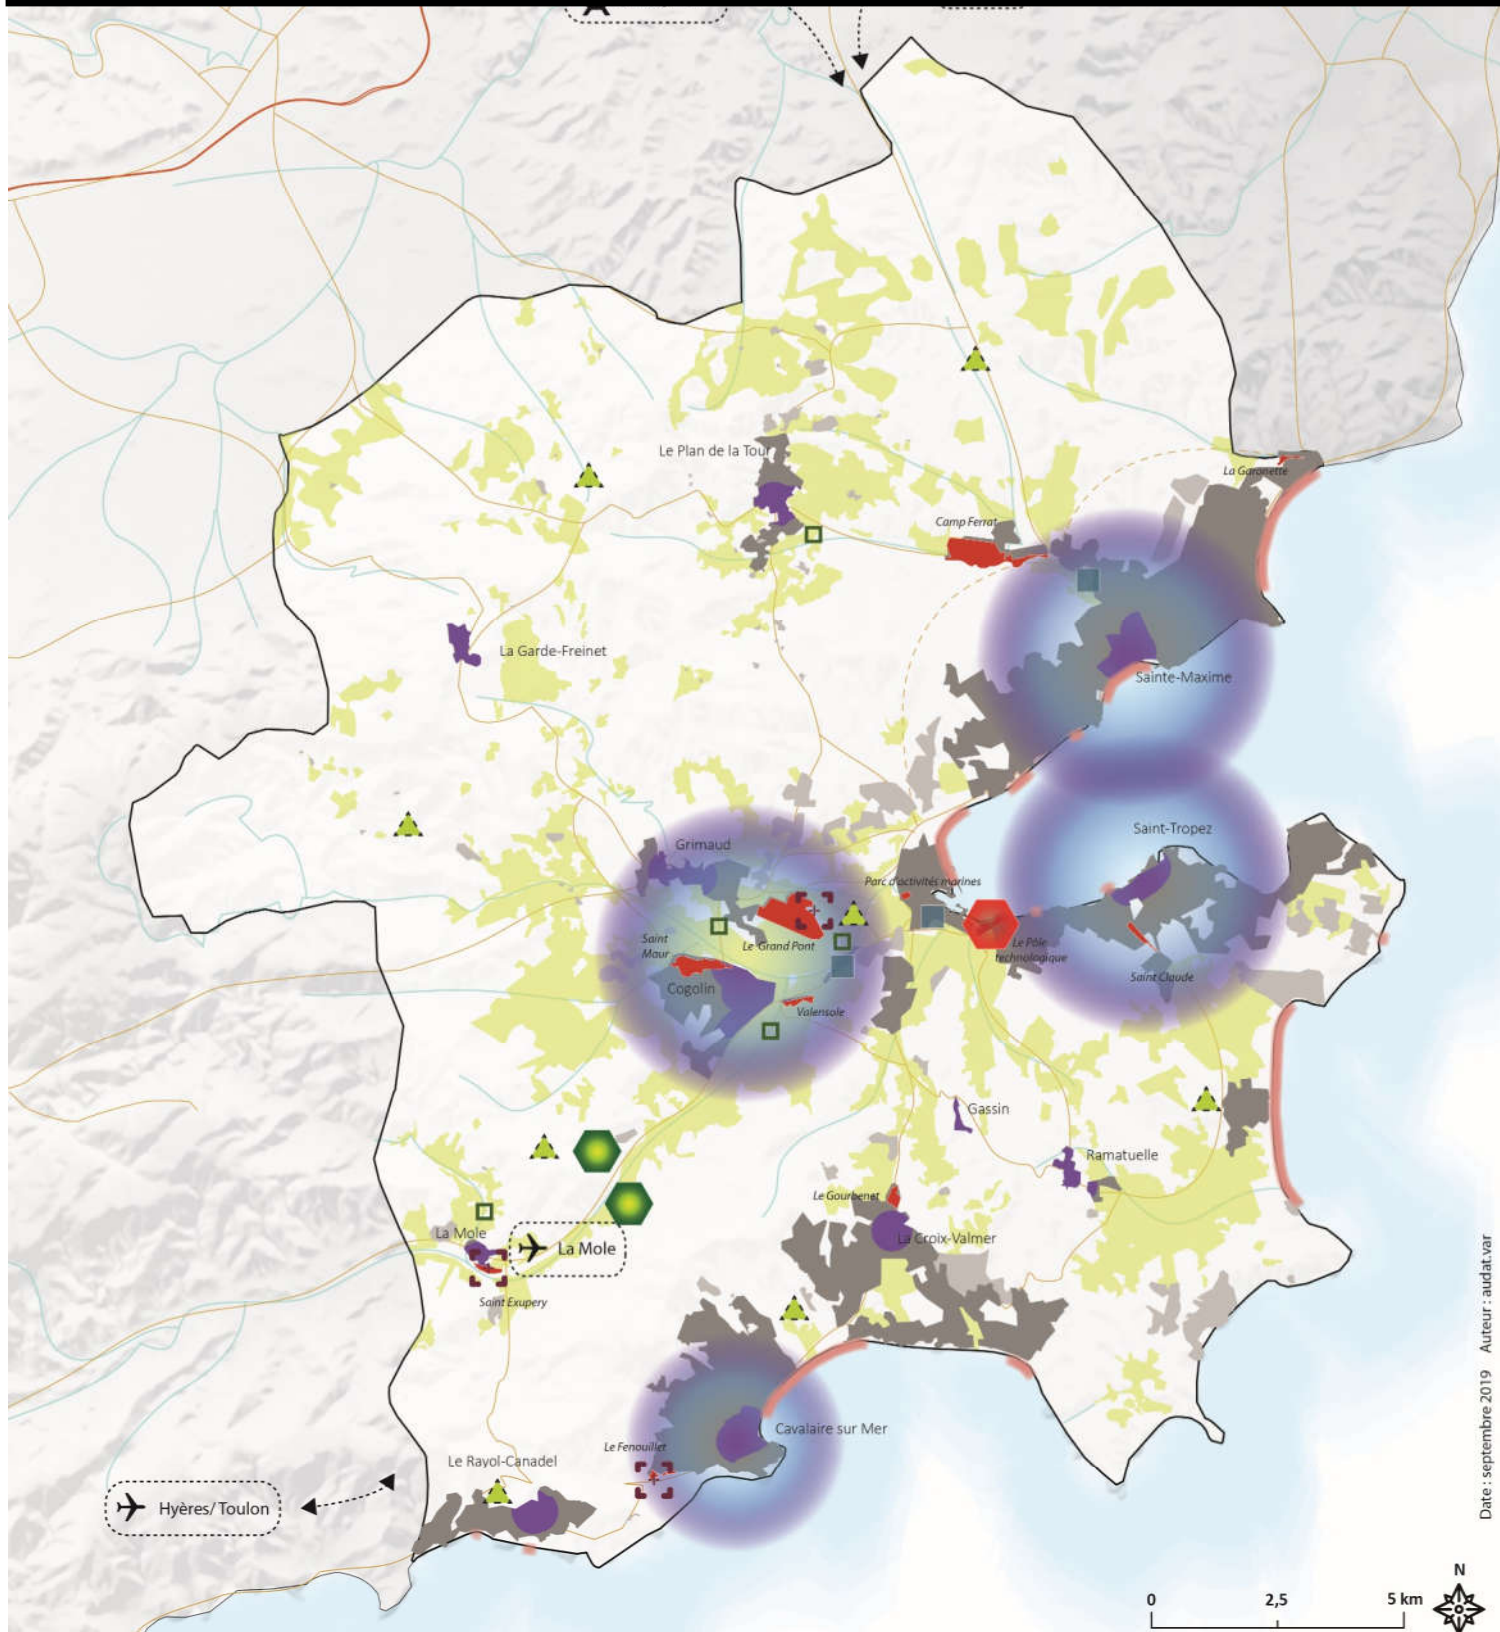 Le Plan de la Tour
La Garonette
Camp Ferrat
La Garde-Freinet
Sainte-Maxime
Saint-Tropez
Grimaud
Parc d'activités marines
Saint
Maur
Le Grand Pont
Le Pôle
technologique
Saint Claude
Cogolin
Valensole
Gassin
Ramatuelle
Le Gourbenet
La Mole
La Croix-Valmer
La Mole
Saint Exupery
Cavalaire sur Mer
Le Fenouillet
Le Rayol-Canadel
Hyères/Toulon
Date : septembre 2019 Auteur : audat.var
N
0 2,5 5 km